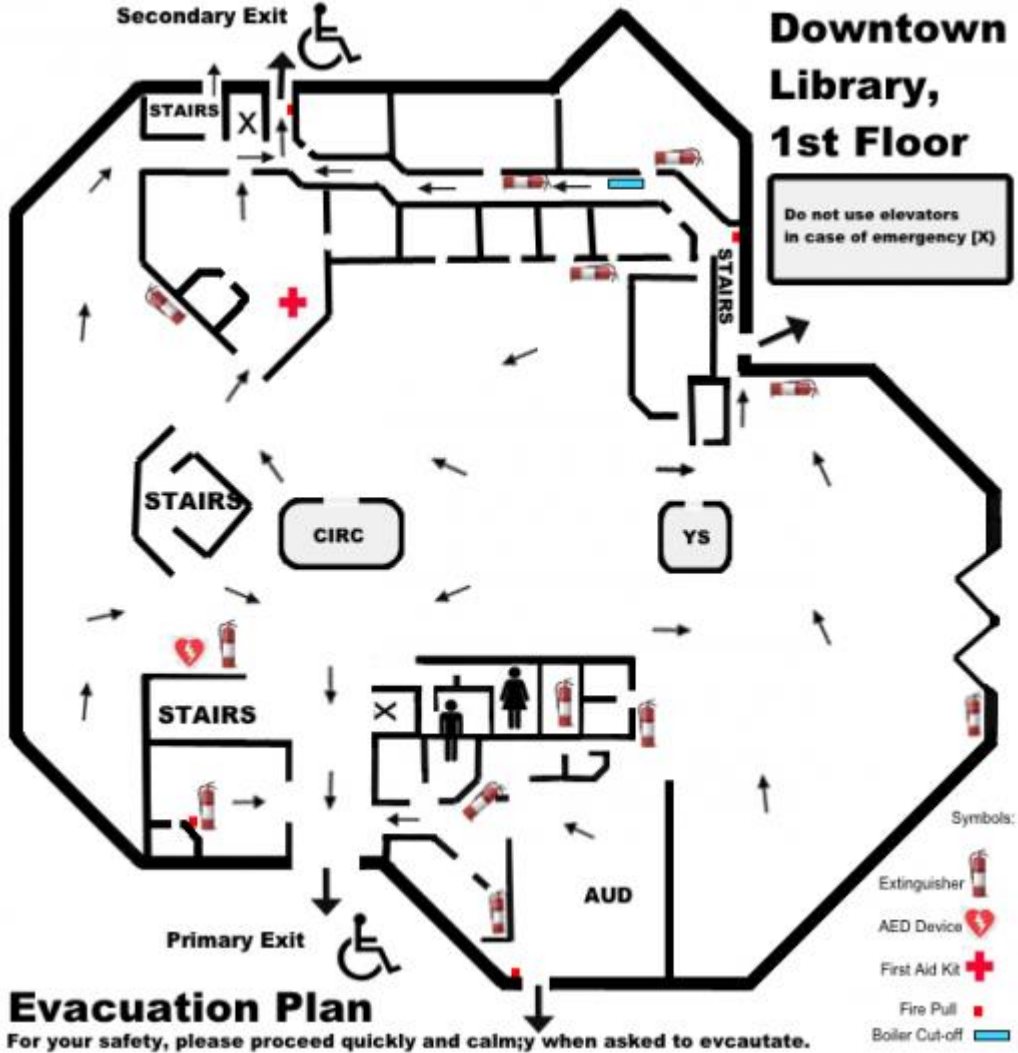 Secondary Exit
Downtown
Library,
1st Floor
STAIRS
X
Do not use elevators
in case of emergency [X)
STAIRS
STAIRS
CIRC
YS
STAIRS
X
AUD
Primary Exit
Symbols:
Extinguisher
AED Device
First Aid Kit
Fire Pull
Boiler Cut-off
Evacuation Plan
For your safety, please proceed quickly and calm;y when asked to evcautate.